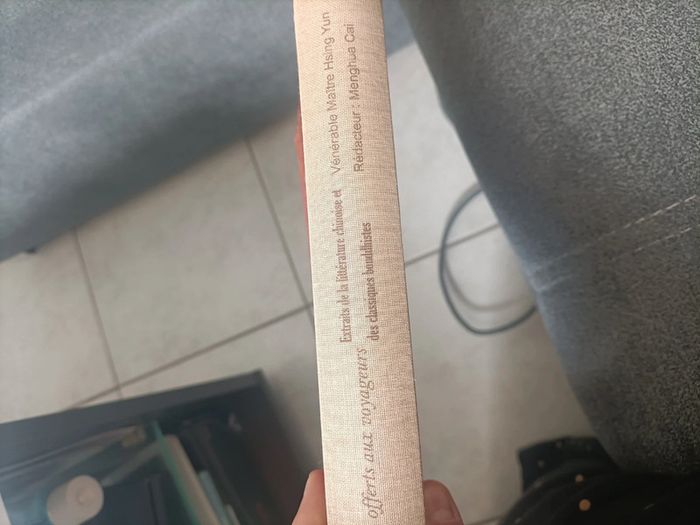 offerts aux voyageurs
Extraits de la littérature chinoise et
des classiques bouddhistes
Vénérable Maître Hsing Yun
Rédacteur : Menghua Cai